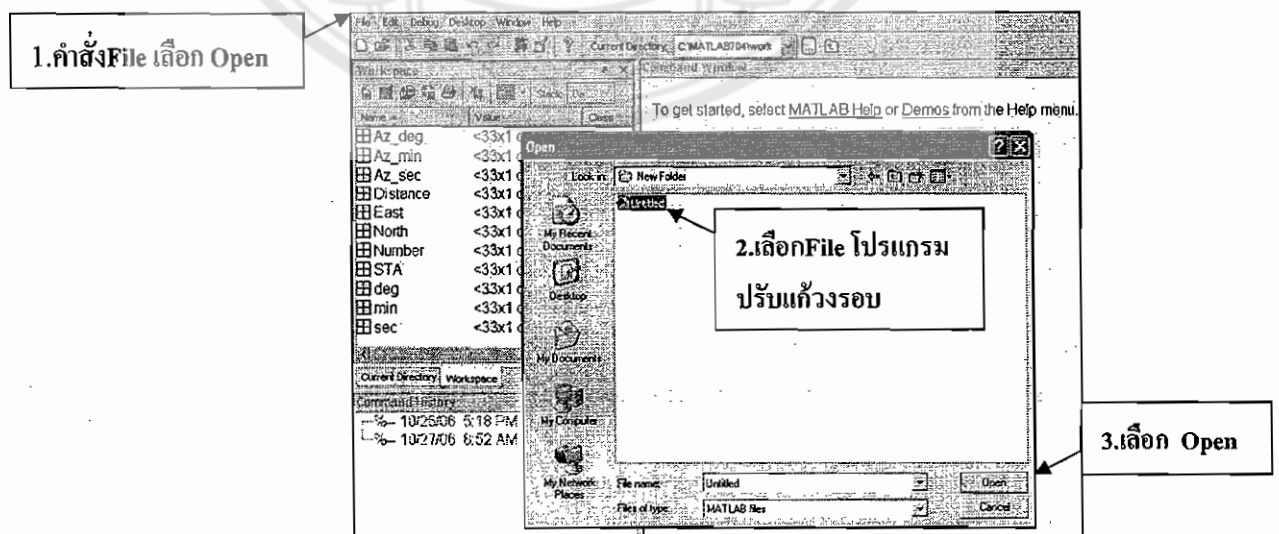 1.คำสั่งFile เลือก Open
File Edit Debug Desktop Window Help
Current Directory: C:\MATLAB704\work
Workspace
Command Window
Stack:
Name Value Class
To get started, select MATLAB Help or Demos from the Help menu.
Az_deg <33x1
Az_min <33x1
Az_sec <33x1
Distance <33x1
East <33x1
North <33x1
Number <33x1
STA <33x1
deg <33x1
min <33x1
sec <33x1
Current Directory Workspace
Command History
%-- 10/25/06 5:18 PM
%-- 10/27/06 8:52 AM
Open
Look in: New Folder
Untitled
My Recent Documents
Desktop
My Documents
My Computer
My Network Places
File name: Untitled Open
Files of type: MATLAB files Cancel
2.เลือกFile โปรแกรม
ปรับแก้วงรอบ
3.เลือก Open